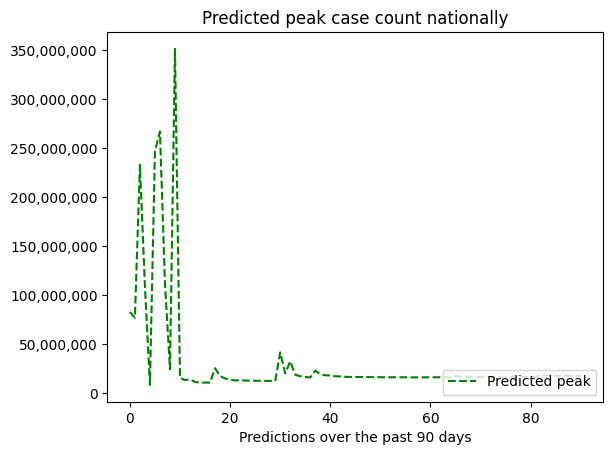 Predicted peak case count nationally
350,000,000
300,000,000
250,000,000
200,000,000
150,000,000
100,000,000
50,000,000
0
Predicted peak
0 20 40 60 80
Predictions over the past 90 days